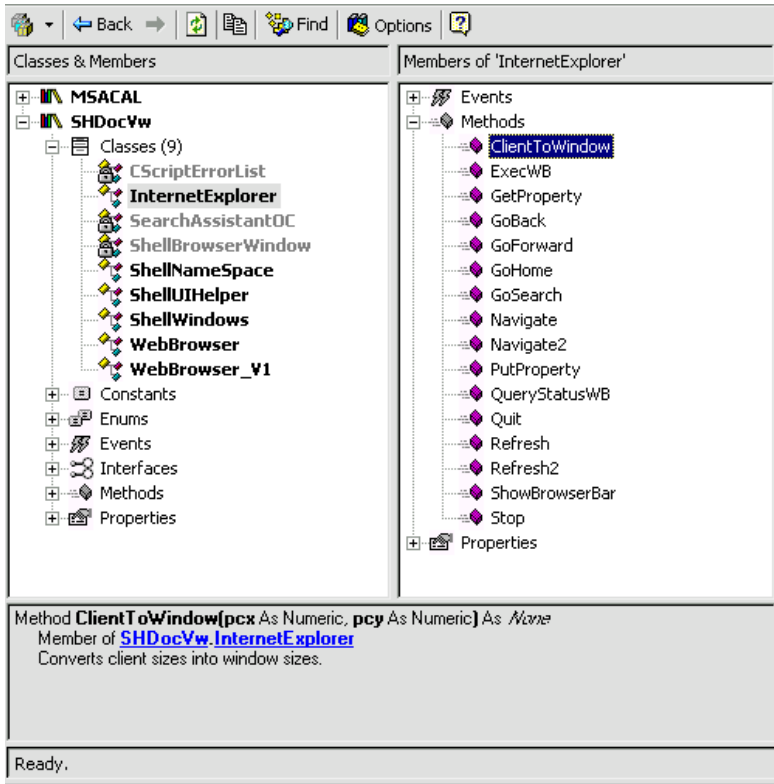 Back Find Options
Classes & Members
MSACAL
SHDocVw
Classes (9)
CScriptErrorList
InternetExplorer
SearchAssistantOC
ShellBrowserWindow
ShellNameSpace
ShellUIHelper
ShellWindows
WebBrowser
WebBrowser_V1
Constants
Enums
Events
Interfaces
Methods
Properties
Members of 'InternetExplorer'
Events
Methods
ClientToWindow
ExecWB
GetProperty
GoBack
GoForward
GoHome
GoSearch
Navigate
Navigate2
PutProperty
QueryStatusWB
Quit
Refresh
Refresh2
ShowBrowserBar
Stop
Properties
Method ClientToWindow(pcx As Numeric, pcy As Numeric) As None
Member of SHDocVw.InternetExplorer
Converts client sizes into window sizes.
Ready.